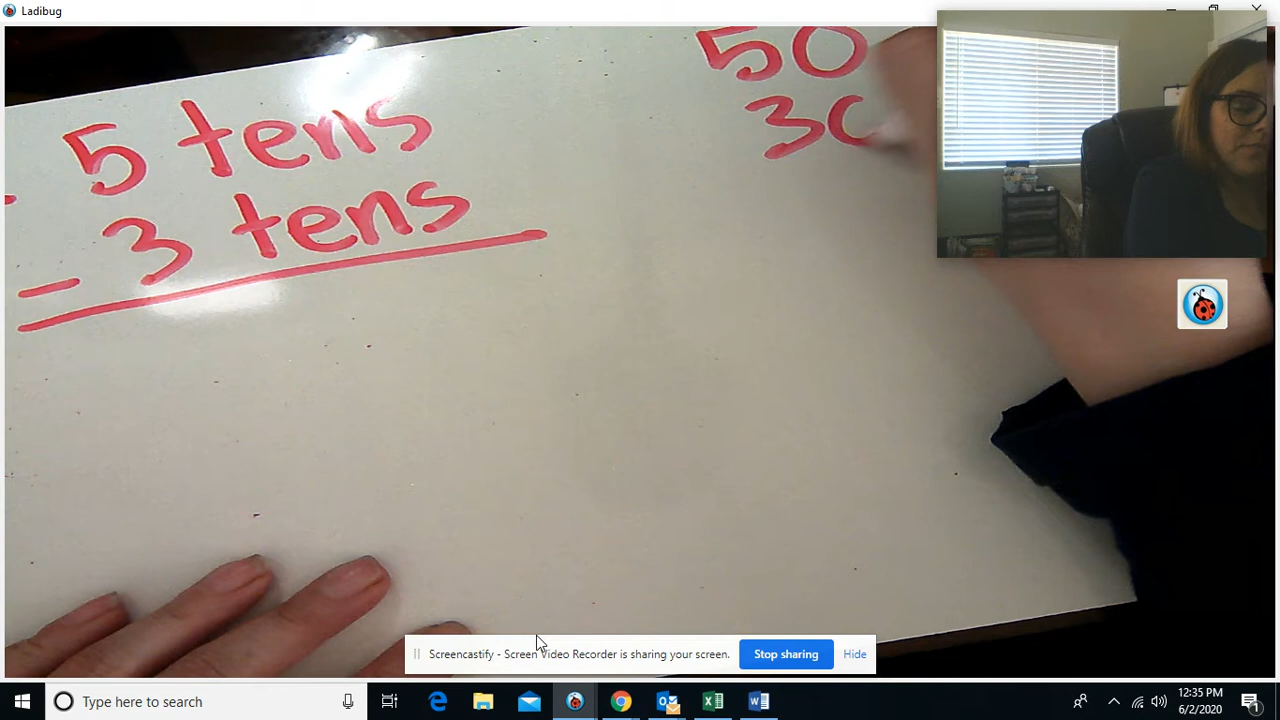 Ladibug
5 tens
- 3 tens
50
30
Screencastify - Screen Video Recorder is sharing your screen.
Stop sharing
Hide
Type here to search
12:35 PM
6/2/2020